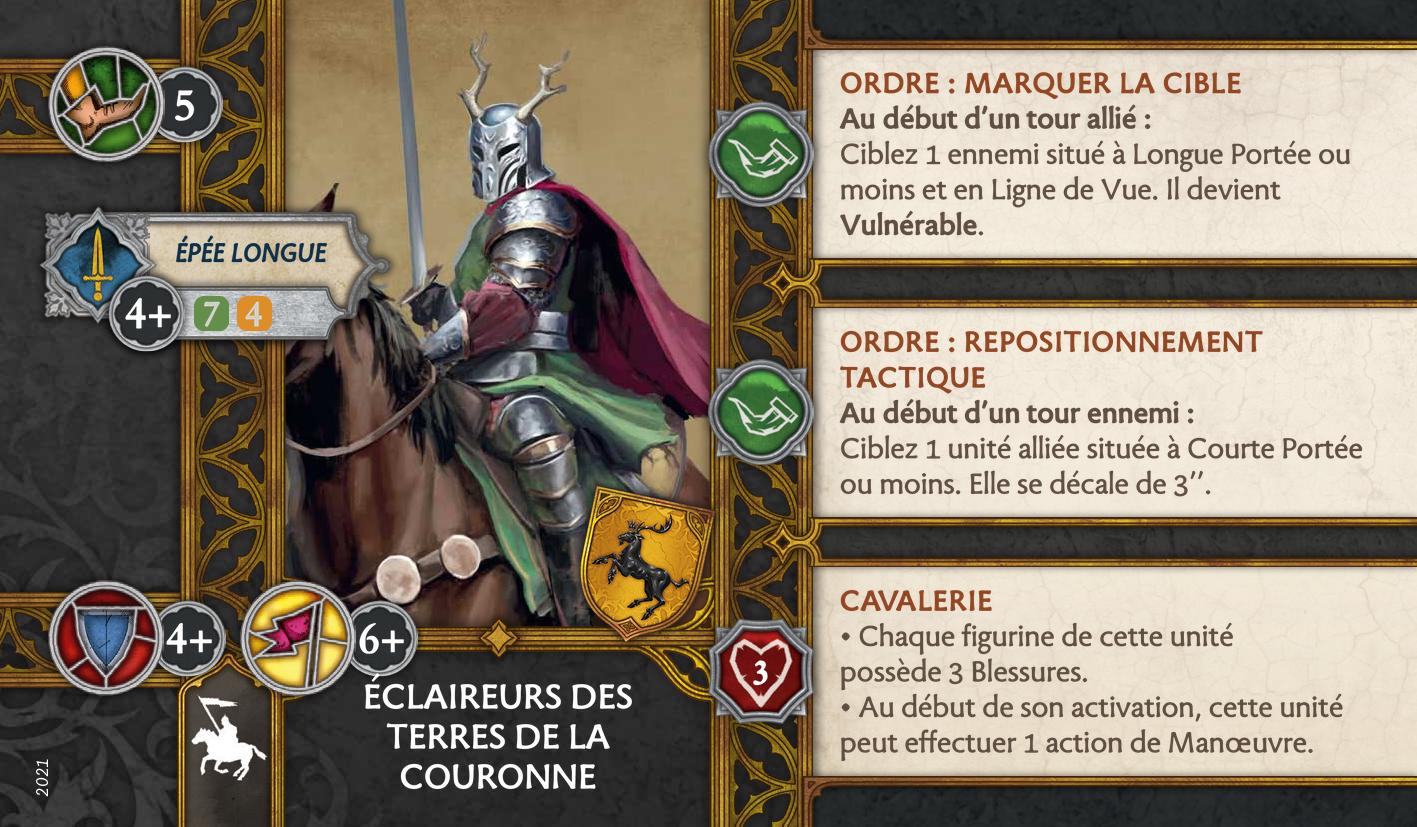 5
ÉPÉE LONGUE
4+ 7 4
4+ 6+
ÉCLAIREURS DES
TERRES DE LA
COURONNE
2021
ORDRE : MARQUER LA CIBLE
Au début d’un tour allié :
Ciblez 1 ennemi situé à Longue Portée ou
moins et en Ligne de Vue. Il devient
Vulnérable.
ORDRE : REPOSITIONNEMENT
TACTIQUE
Au début d’un tour ennemi :
Ciblez 1 unité alliée située à Courte Portée
ou moins. Elle se décale de 3’’.
3
CAVALERIE
• Chaque figurine de cette unité
possède 3 Blessures.
• Au début de son activation, cette unité
peut effectuer 1 action de Manœuvre.